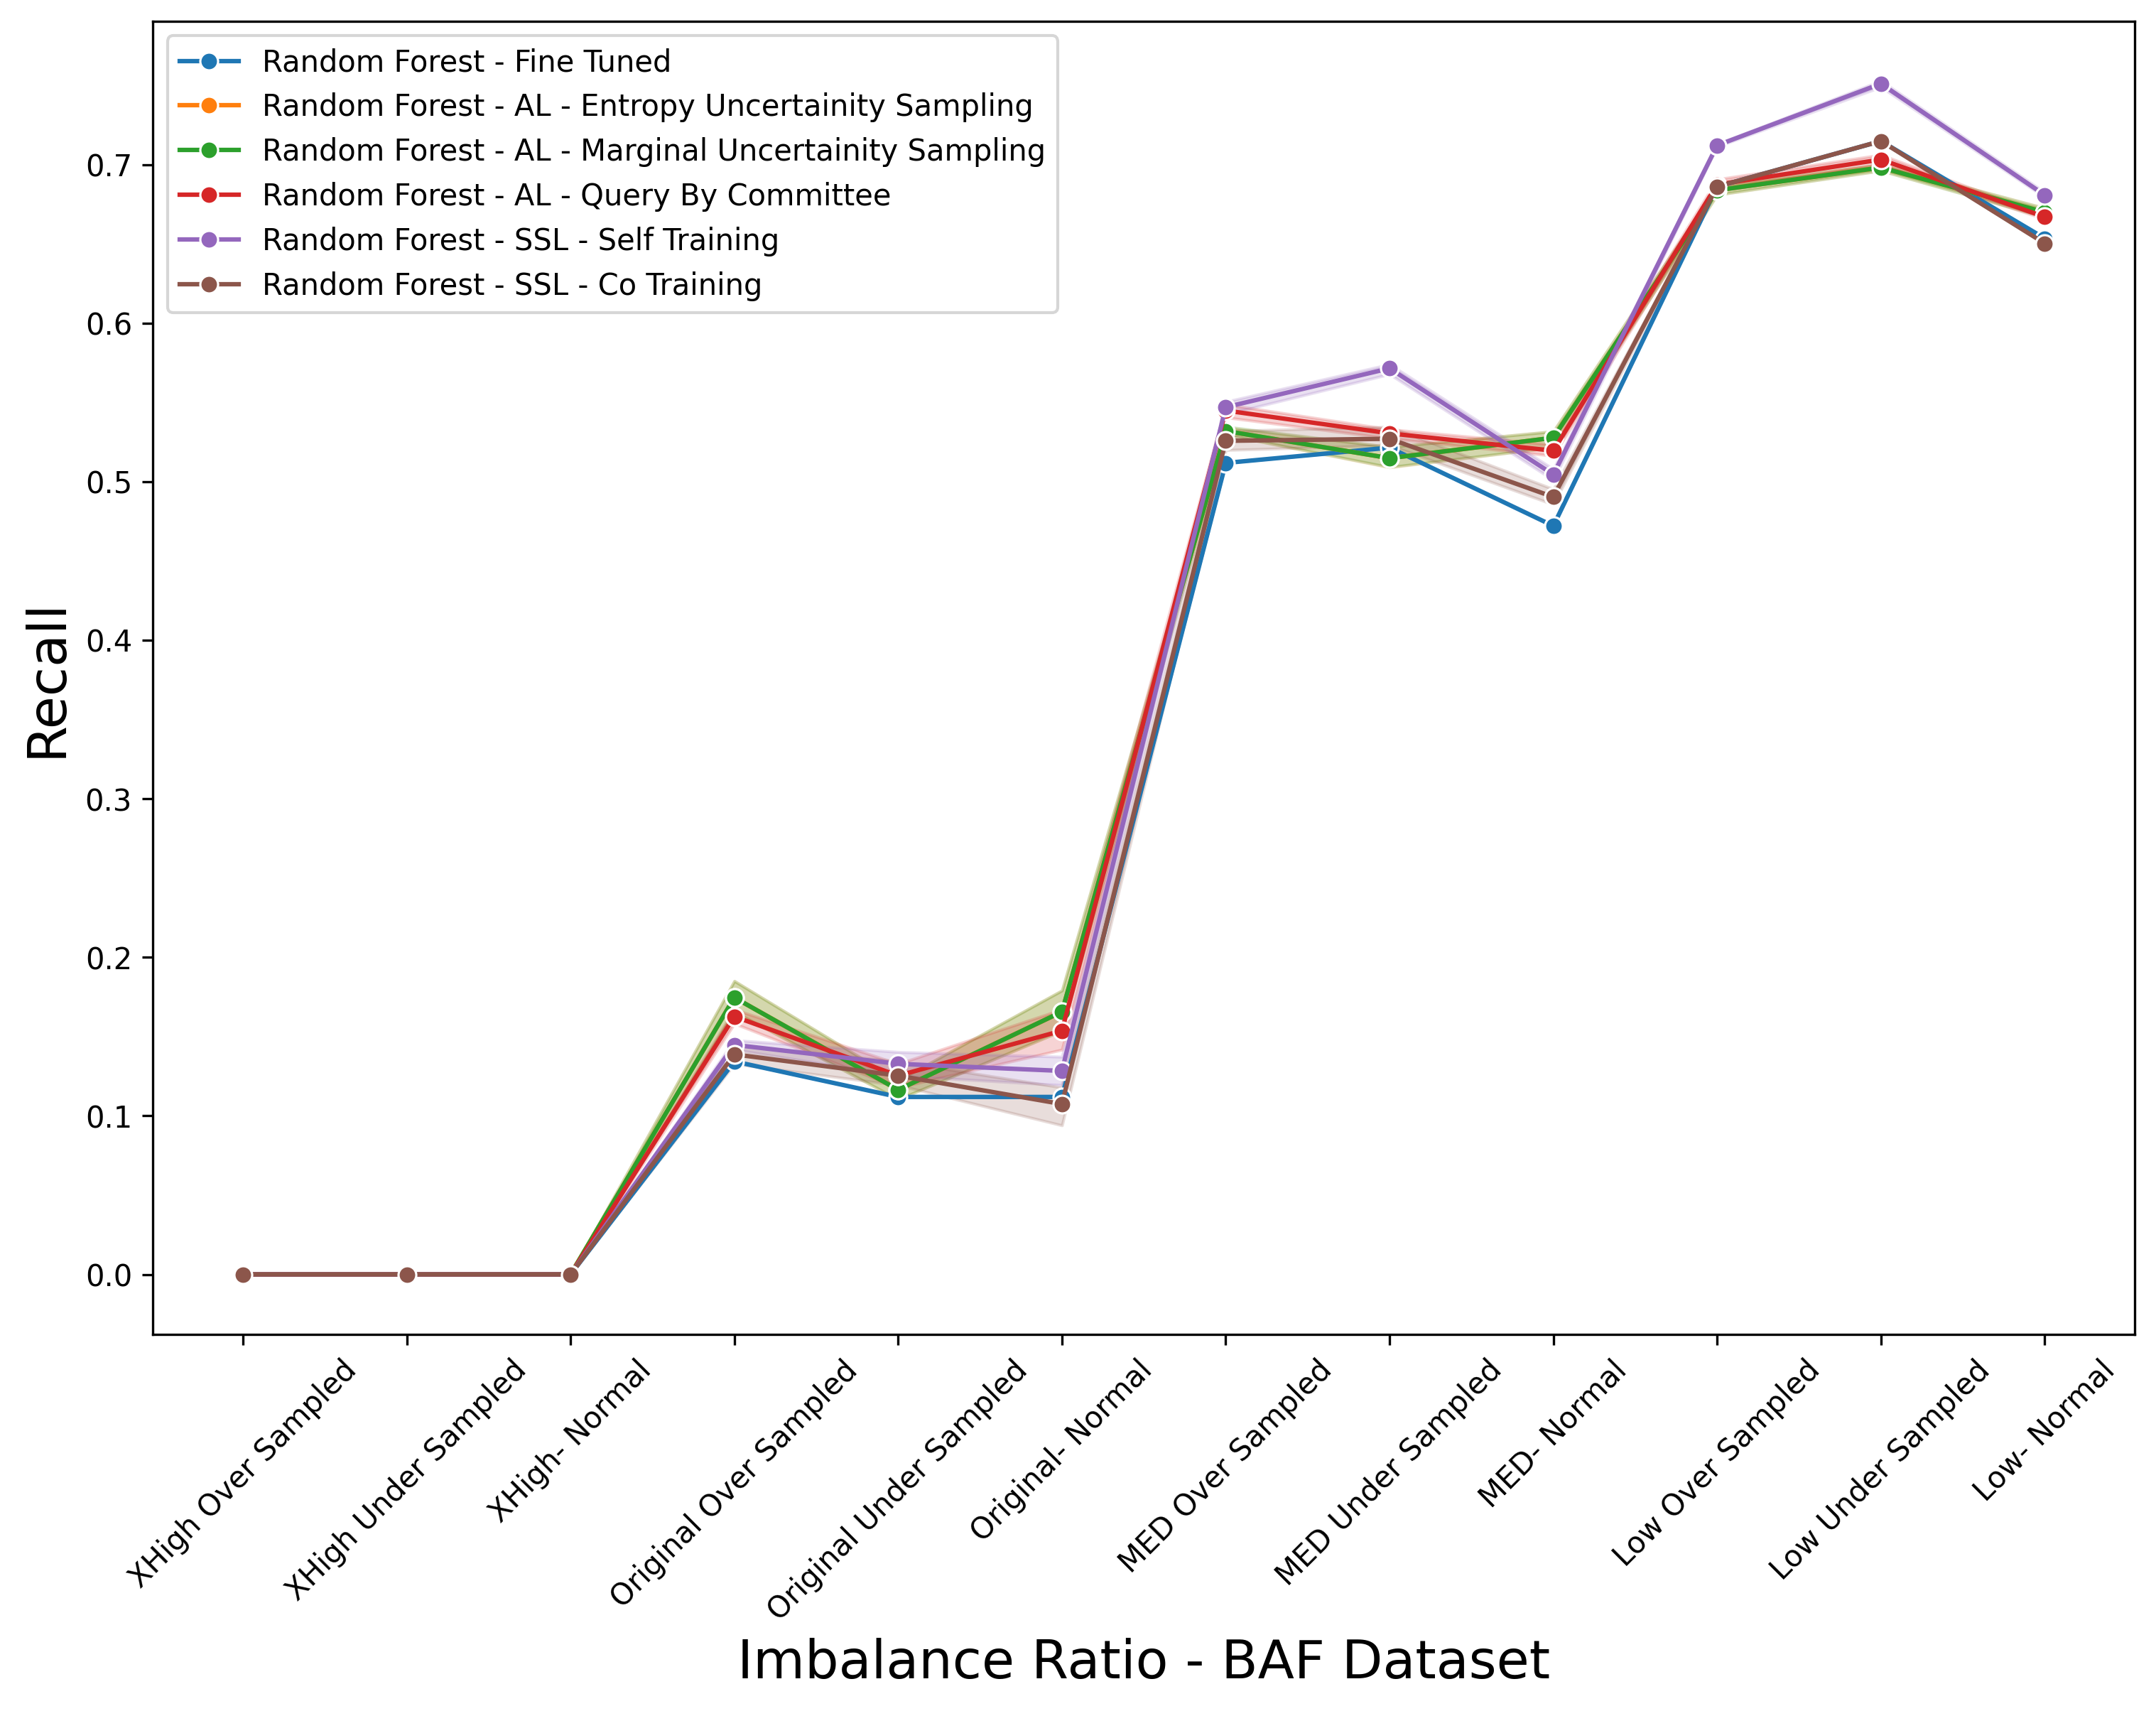 Random Forest - Fine Tuned
Random Forest - AL - Entropy Uncertainity Sampling
Random Forest - AL - Marginal Uncertainity Sampling
Random Forest - AL - Query By Committee
Random Forest - SSL - Self Training
Random Forest - SSL - Co Training
Recall
0.7
0.6
0.5
0.4
0.3
0.2
0.1
0.0
XHigh Over Sampled
XHigh Under Sampled
XHigh- Normal
Original Over Sampled
Original Under Sampled
Original- Normal
MED Over Sampled
MED Under Sampled
MED- Normal
Low Over Sampled
Low Under Sampled
Low- Normal
Imbalance Ratio - BAF Dataset